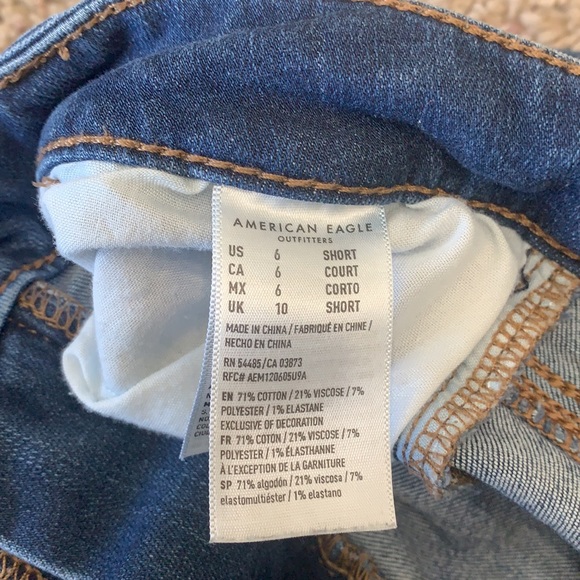 AMERICAN EAGLE
OUTFITTERS
US 6 SHORT
CA 6 COURT
MX 6 CORTO
UK 10 SHORT
MADE IN CHINA / FABRIQUÉ EN CHINE /
HECHO EN CHINA
RN 54485/CA 03873
RFC# AEM120605U9A
EN 71% COTTON / 21% VISCOSE / 7%
POLYESTER / 1% ELASTANE
EXCLUSIVE OF DECORATION
FR 71% COTON / 21% VISCOSE / 7%
POLYESTER / 1% ÉLASTHANNE
À L'EXCEPTION DE LA GARNITURE
SP 71% algodón / 21% viscosa / 7%
elastomultiéster / 1% elastano